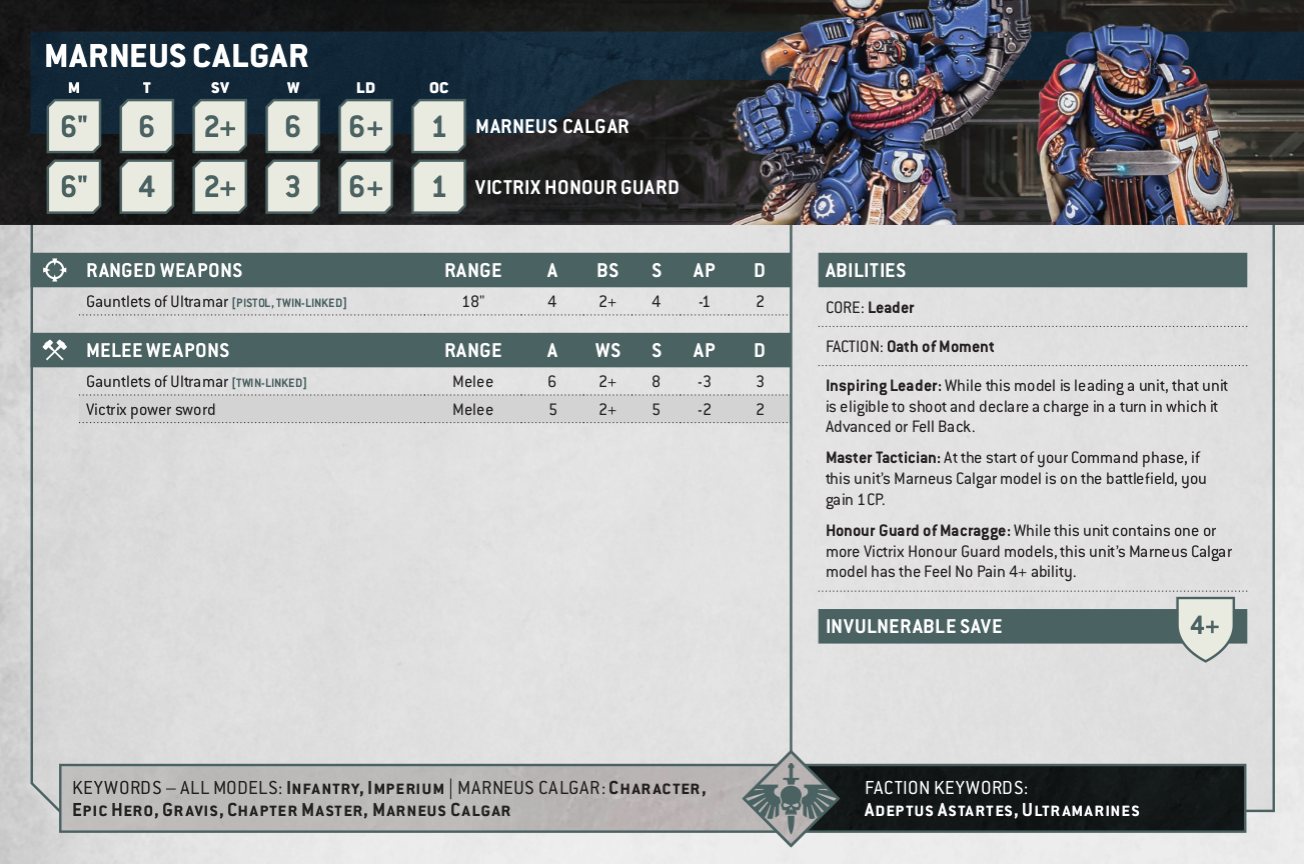 MARNEUS CALGAR
M T SV W LD OC
6" 6 2+ 6 6+ 1 MARNEUS CALGAR
6" 4 2+ 3 6+ 1 VICTRIX HONOUR GUARD
RANGED WEAPONS RANGE A BS S AP D
Gauntlets of Ultramar [PISTOL, TWIN-LINKED] 18" 4 2+ 4 -1 2
MELEE WEAPONS RANGE A WS S AP D
Gauntlets of Ultramar [TWIN-LINKED] Melee 6 2+ 8 -3 3
Victrix power sword Melee 5 2+ 5 -2 2
ABILITIES
CORE: Leader
FACTION: Oath of Moment
Inspiring Leader: While this model is leading a unit, that unit
is eligible to shoot and declare a charge in a turn in which it
Advanced or Fell Back.
Master Tactician: At the start of your Command phase, if
this unit's Marneus Calgar model is on the battlefield, you
gain 1CP.
Honour Guard of Macragge: While this unit contains one or
more Victrix Honour Guard models, this unit's Marneus Calgar
model has the Feel No Pain 4+ ability.
INVULNERABLE SAVE 4+
KEYWORDS – ALL MODELS: INFANTRY, IMPERIUM | MARNEUS CALGAR: CHARACTER,
EPIC HERO, GRAVIS, CHAPTER MASTER, MARNEUS CALGAR
FACTION KEYWORDS:
ADEPTUS ASTARTES, ULTRAMARINES